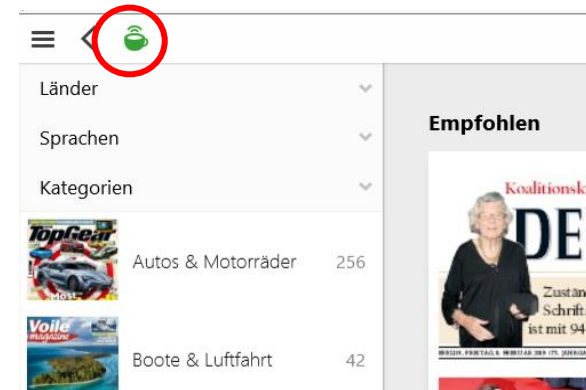 Länder
Sprachen
Kategorien
TopGear
Autos & Motorräder 256
Voile
magazine
Boote & Luftfahrt 42
Empfohlen
Koalitionsk
DE
Zustän
Schrift
ist mit 94